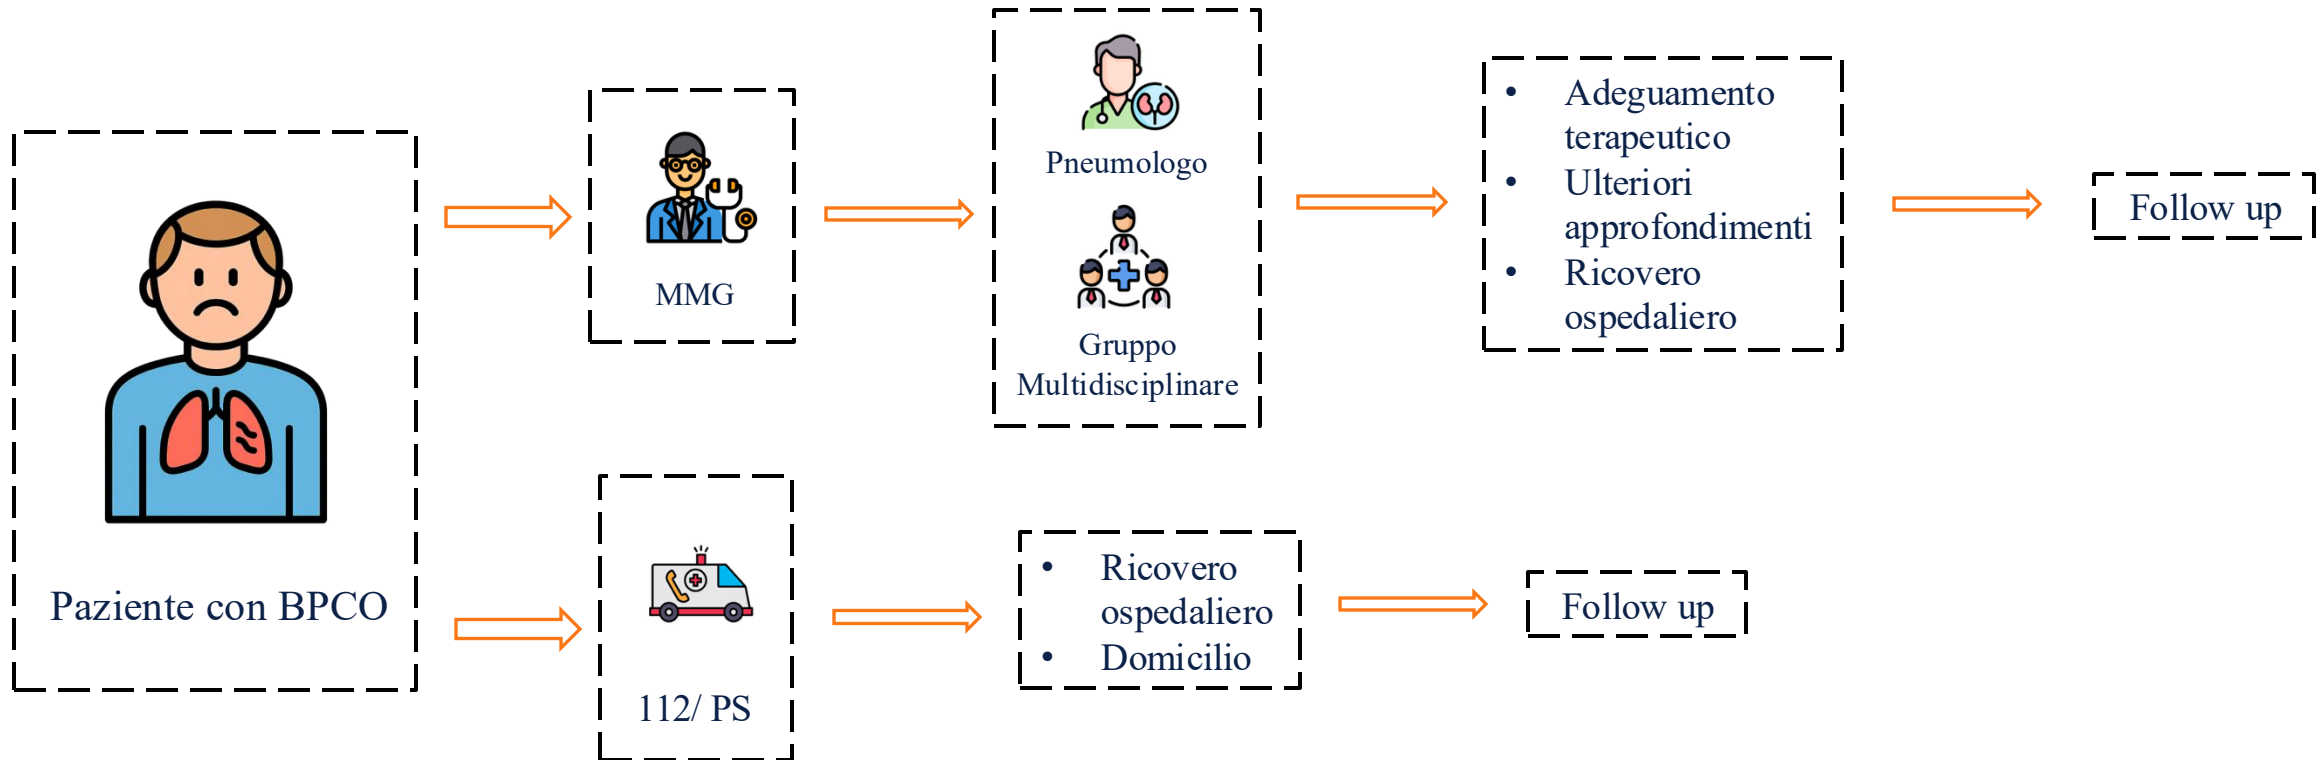 Paziente con BPCO
MMG
Pneumologo
Gruppo
Multidisciplinare
• Adeguamento
terapeutico
• Ulteriori
approfondimenti
• Ricovero
ospedaliero
Follow up
112/ PS
• Ricovero
ospedaliero
• Domicilio
Follow up